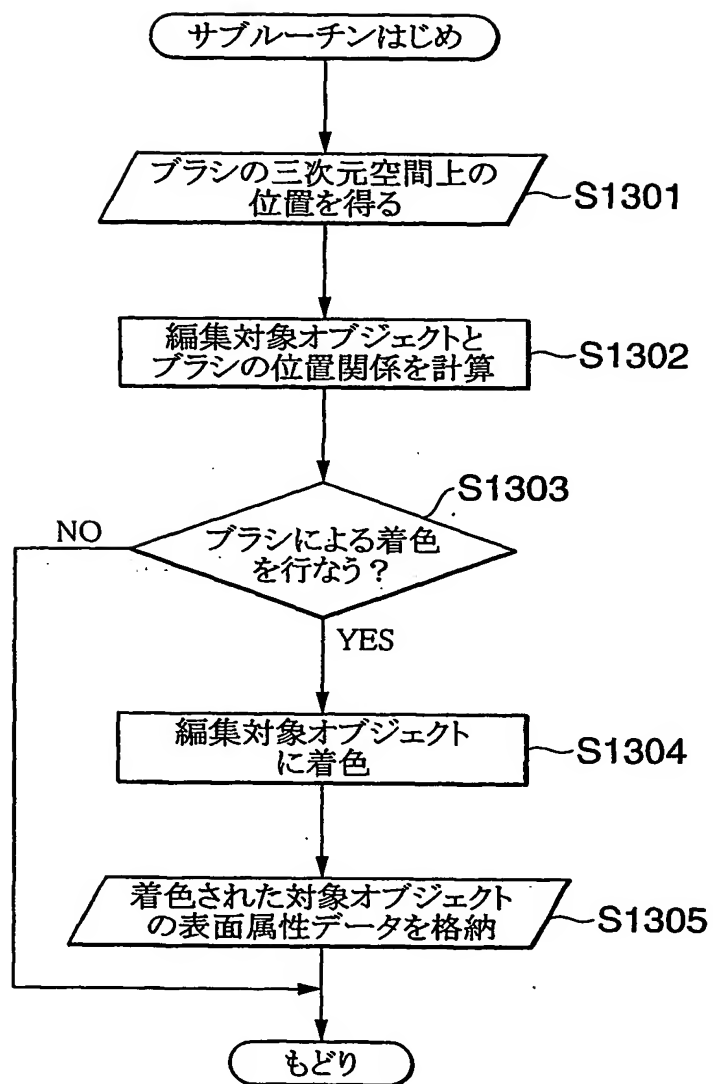 サブルーチンはじめ
ブラシの三次元空間上の
位置を得る
S1301
編集対象オブジェクトと
ブラシの位置関係を計算
S1302
S1303
NO
ブラシによる着色
を行なう？
YES
編集対象オブジェクト
に着色
S1304
着色された対象オブジェクト
の表面属性データを格納
S1305
もどり